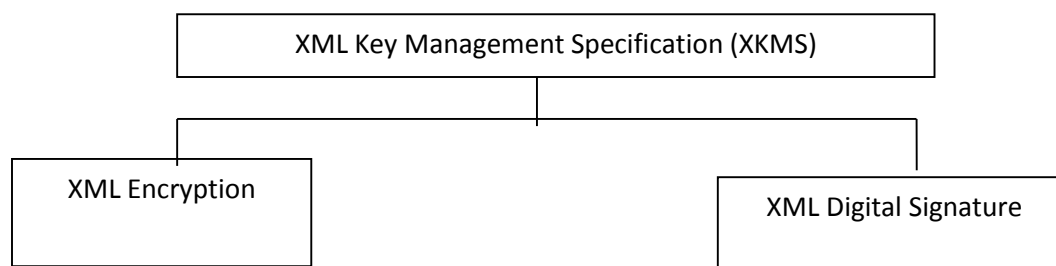 XML Key Management Specification (XKMS)
XML Encryption
XML Digital Signature